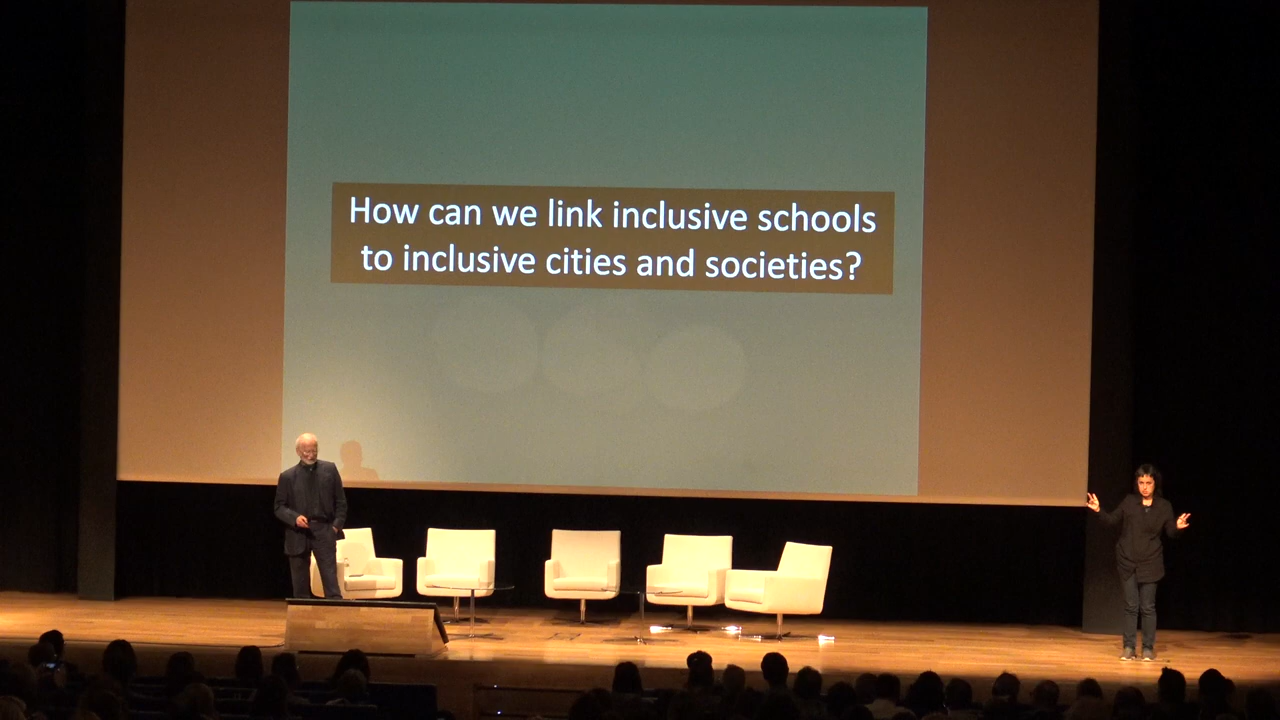 How can we link inclusive schools
to inclusive cities and societies?